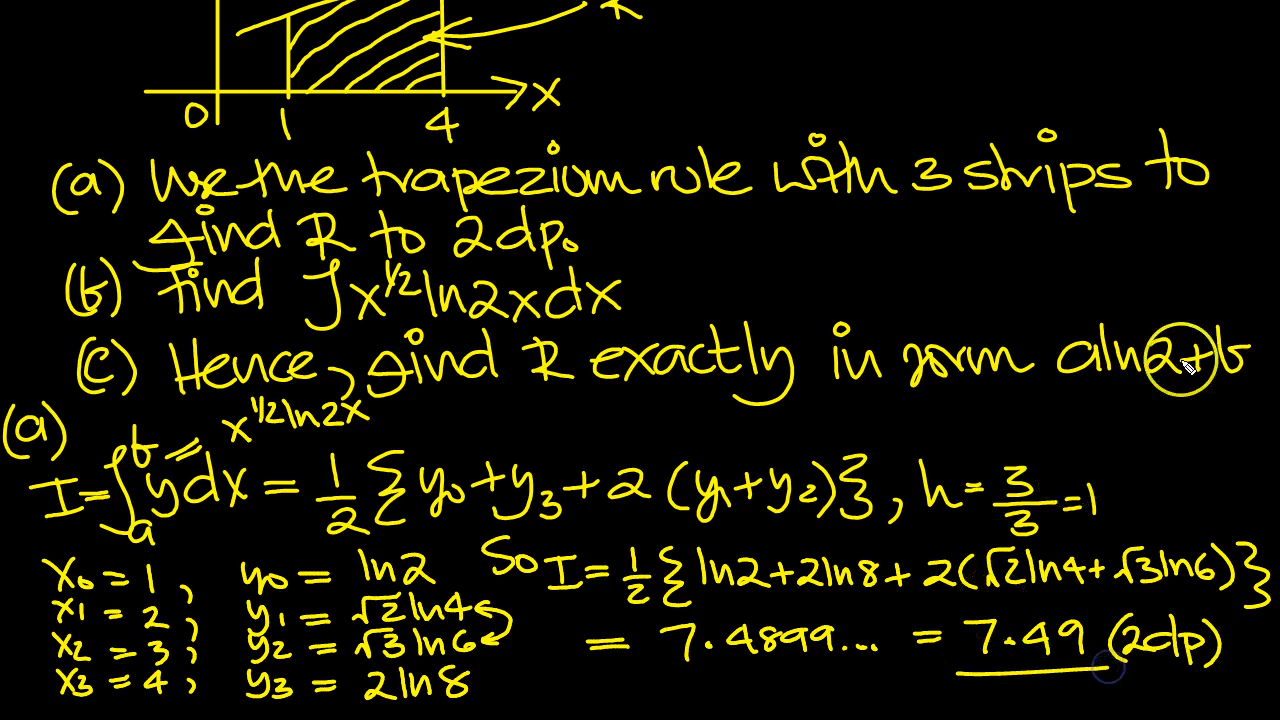 R
0 1 4 x
(a) Use the trapezium rule with 3 strips to
find R to 2dp.
(b) Find ∫x^1/2 ln2xdx
(c) Hence, find R exactly in form aln2+b
(a) x^1/2 ln2x
I=∫_a^b ydx = 1/2 {y0+y3+2(y1+y2)}, h=3/3=1
x0 = 1, y0 = ln2 So I=1/2{ln2+2ln8+2(√2ln4+√3ln6)}
x1 = 2, y1 = √2ln4
x2 = 3, y2 = √3ln6 = 7.4899... = 7.49 (2dp)
x3 = 4, y3 = 2ln8